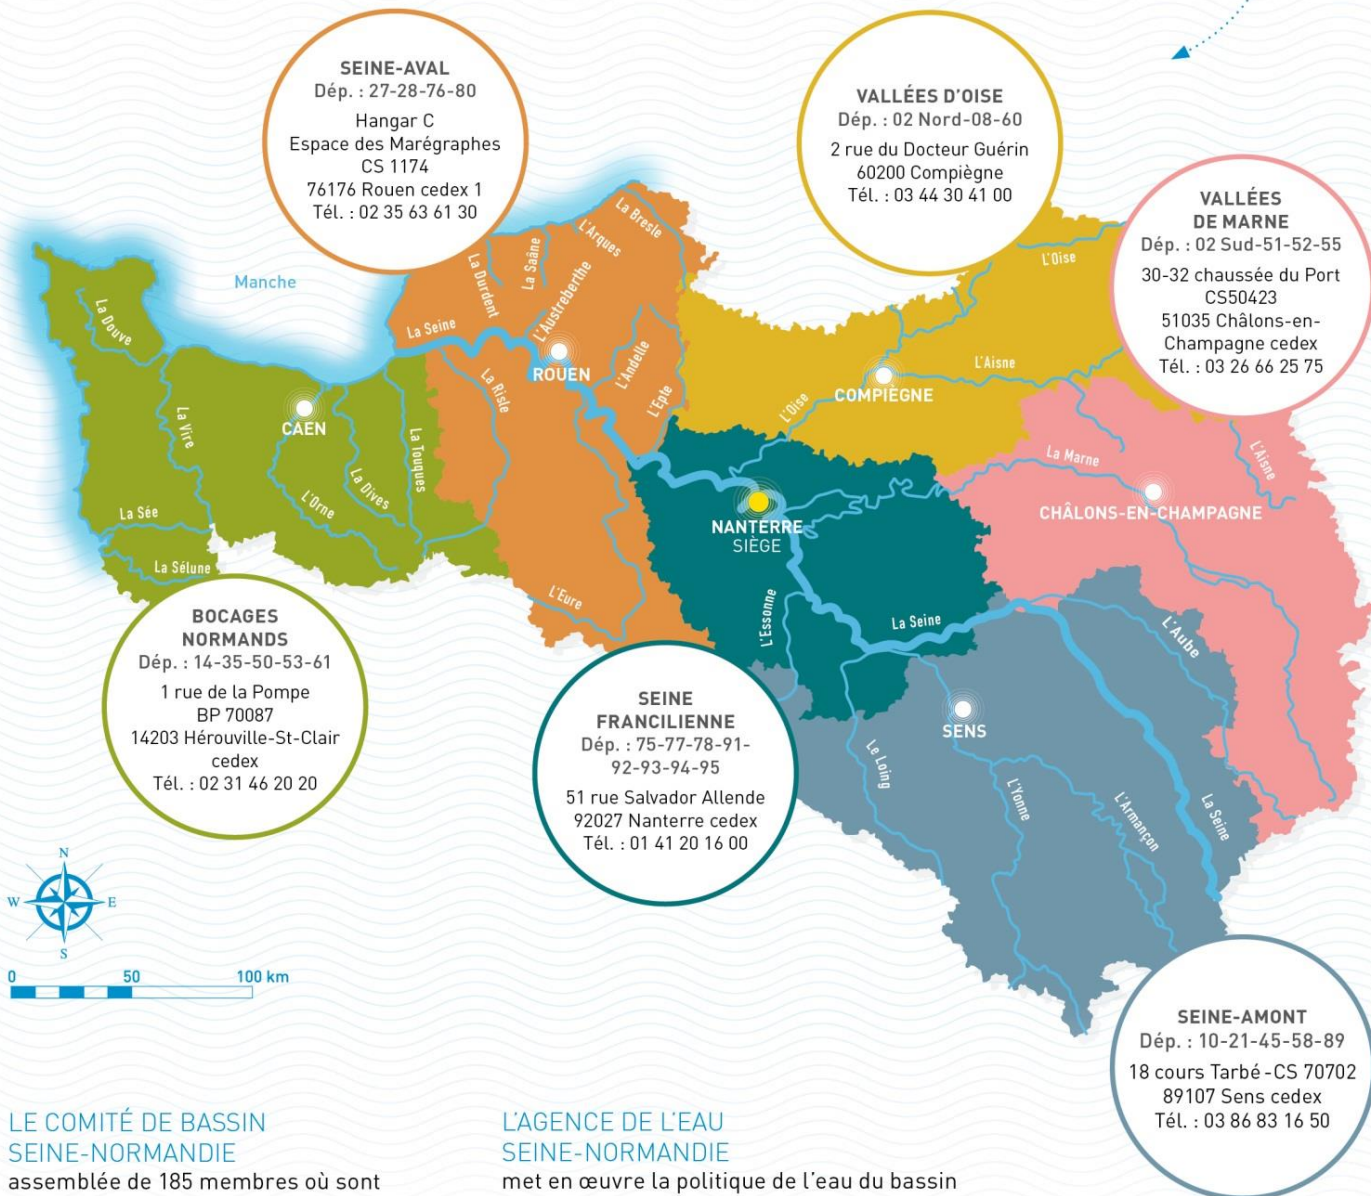 SEINE-AVAL
Dép. : 27-28-76-80
Hangar C
Espace des Marégraphes
CS 1174
76176 Rouen cedex 1
Tél. : 02 35 63 61 30
VALLÉES D'OISE
Dép. : 02 Nord-08-60
2 rue du Docteur Guérin
60200 Compiègne
Tél. : 03 44 30 41 00
VALLÉES
DE MARNE
Dép. : 02 Sud-51-52-55
30-32 chaussée du Port
CS50423
51035 Châlons-en-
Champagne cedex
Tél. : 03 26 66 25 75
Manche
La Douve
La Vire
CAEN
La Sée
La Sélune
L'Orne
La Dives
La Touques
La Seine
La Durdent
La Saâne
L'Arques
La Bresle
L'Austreberthe
ROUEN
La Risle
L'Andelle
L'Epte
L'Eure
L'Oise
L'Oise
L'Aisne
COMPIÈGNE
La Marne
L'Aisne
CHÂLONS-EN-CHAMPAGNE
NANTERRE
SIÈGE
L'Essonne
La Seine
L'Aube
SENS
Le Loing
L'Yonne
L'Armançon
La Seine
BOCAGES
NORMANDS
Dép. : 14-35-50-53-61
1 rue de la Pompe
BP 70087
14203 Hérouville-St-Clair
cedex
Tél. : 02 31 46 20 20
SEINE
FRANCILIENNE
Dép. : 75-77-78-91-
92-93-94-95
51 rue Salvador Allende
92027 Nanterre cedex
Tél. : 01 41 20 16 00
N
W E
S
0 50 100 km
SEINE-AMONT
Dép. : 10-21-45-58-89
18 cours Tarbé - CS 70702
89107 Sens cedex
Tél. : 03 86 83 16 50
LE COMITÉ DE BASSIN
SEINE-NORMANDIE
assemblée de 185 membres où sont
L'AGENCE DE L'EAU
SEINE-NORMANDIE
met en œuvre la politique de l'eau du bassin